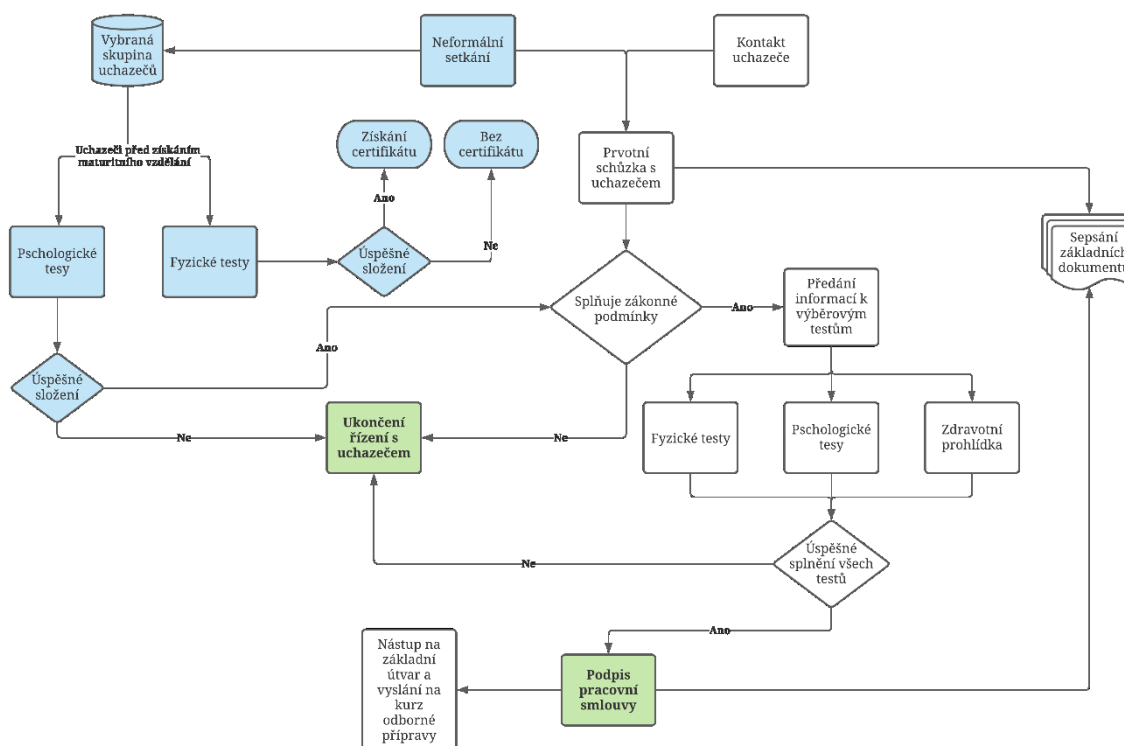 Vybraná
skupina
uchazečů
Neformální
setkání
Kontakt
uchazeče
Uchazeči před získáním
maturitního vzdělání
Získání
certifikátu
Bez
certifikátu
Prvotní
schůzka s
uchazečem
Ano
Ne
Pschologické
tesy
Fyzické testy
Úspěšné
složení
Sepsání
základních
dokumentů
Splňuje zákonné
podmínky
Ano
Předání
informací k
výběrovým
testům
Ano
Úspěšné
složení
Ne
Ukončení
řízení s
uchazečem
Ne
Fyzické testy
Pschologické
tesy
Zdravotní
prohlídka
Ne
Úspěšné
splnění všech
testů
Ano
Nástup na
základní
útvar a
vyslání na
kurz
odborné
přípravy
Podpis
pracovní
smlouvy